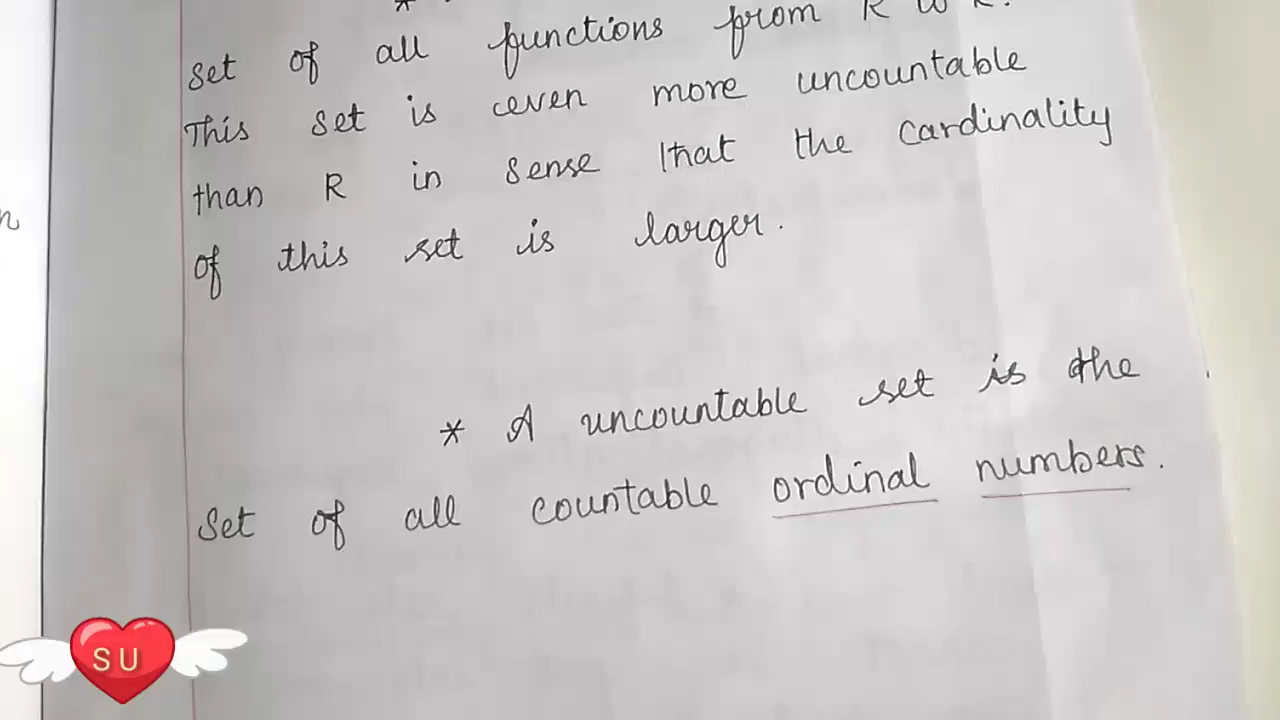 set of all functions from R to R.
This set is even more uncountable
than R in sense that the cardinality
of this set is larger.
* A uncountable set is the
set of all countable ordinal numbers.
SU